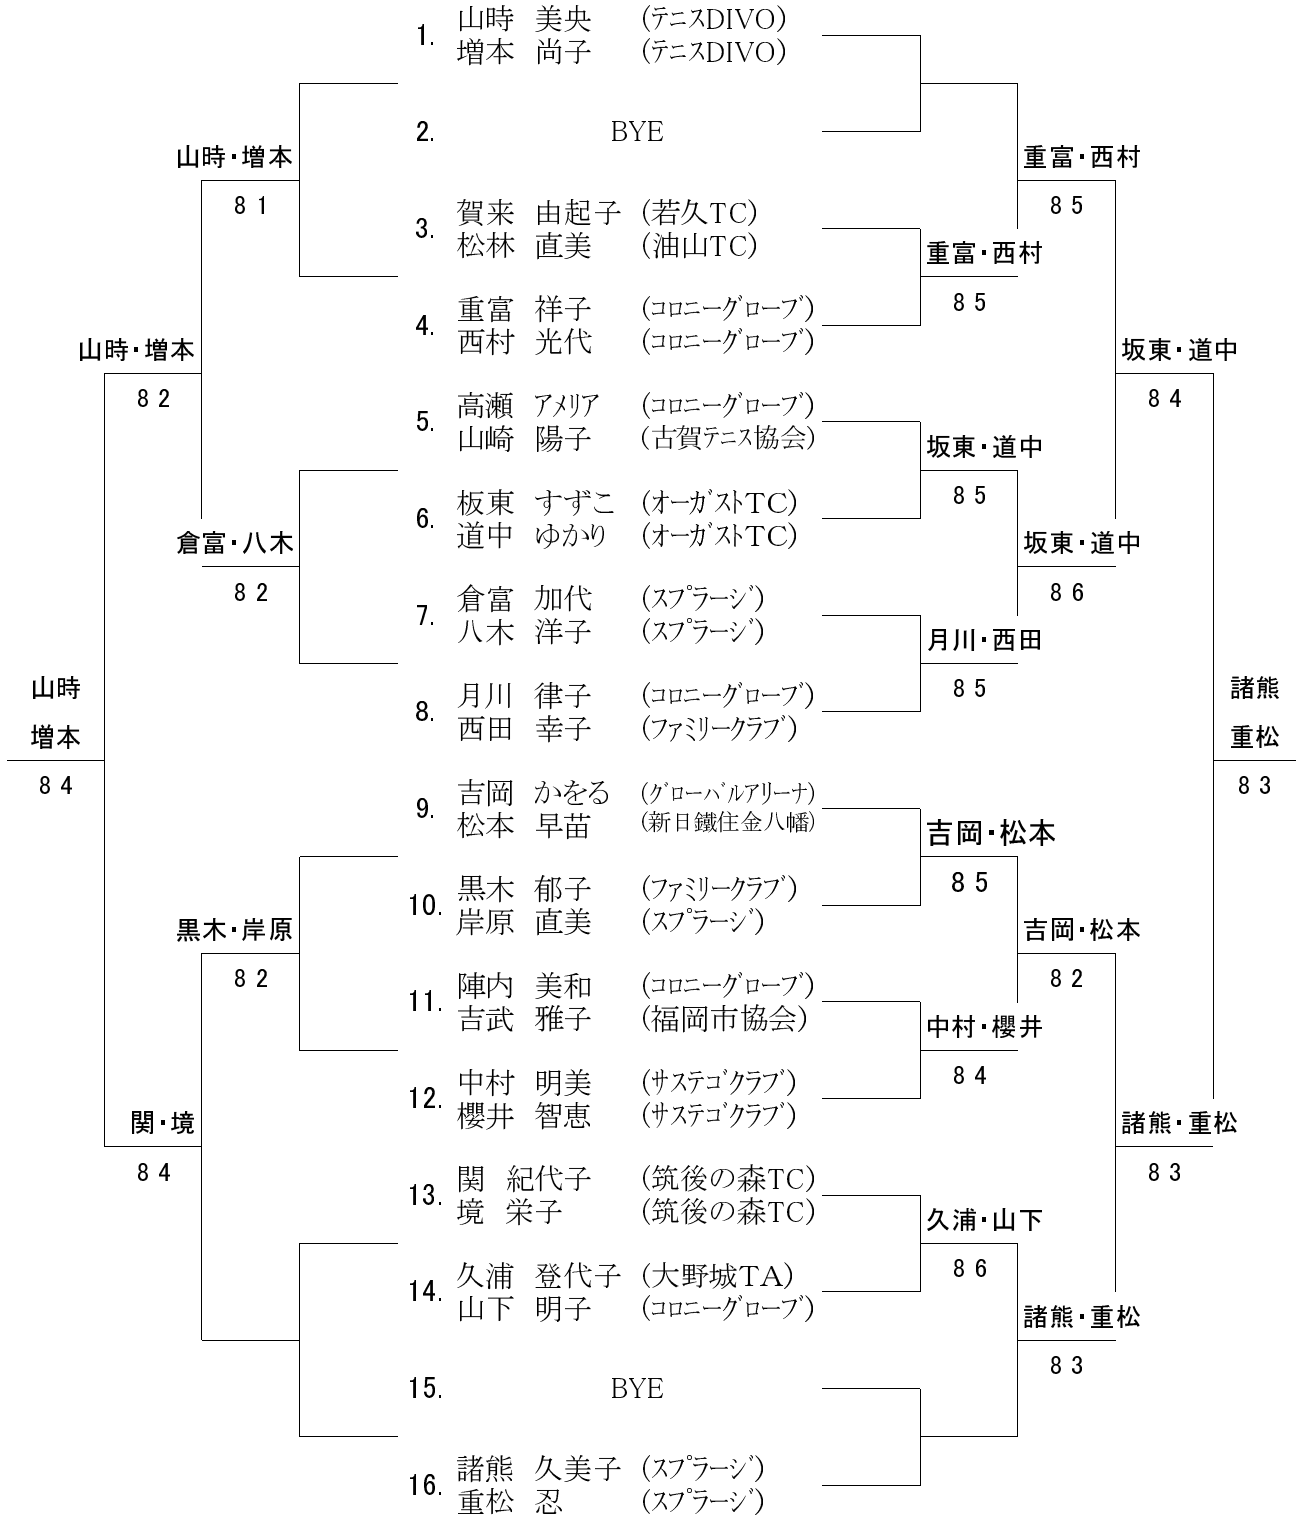 1. 山時 美央 (テニスDIVO)
増本 尚子 (テニスDIVO)
2. BYE
山時・増本
8 1
重富・西村
8 5
3. 賀来 由起子 (若久TC)
松林 直美 (油山TC)
重富・西村
8 5
4. 重富 祥子 (コロニーグローブ)
西村 光代 (コロニーグローブ)
山時・増本
8 2
坂東・道中
8 4
5. 高瀬 アメリア (コロニーグローブ)
山崎 陽子 (古賀テニス協会)
坂東・道中
8 5
6. 板東 すずこ (オーガストTC)
道中 ゆかり (オーガストTC)
倉富・八木
8 2
坂東・道中
8 6
7. 倉富 加代 (スプラージ)
八木 洋子 (スプラージ)
月川・西田
8 5
8. 月川 律子 (コロニーグローブ)
西田 幸子 (ファミリークラブ)
山時
増本
8 4
諸熊
重松
8 3
9. 吉岡 かをる (グローバルアリーナ)
松本 早苗 (新日鐵住金八幡)
吉岡・松本
8 5
10. 黒木 郁子 (ファミリークラブ)
岸原 直美 (スプラージ)
黒木・岸原
8 2
吉岡・松本
8 2
11. 陣内 美和 (コロニーグローブ)
吉武 雅子 (福岡市協会)
中村・櫻井
8 4
12. 中村 明美 (サステゴクラブ)
櫻井 智恵 (サステゴクラブ)
関・境
8 4
諸熊・重松
8 3
13. 関 紀代子 (筑後の森TC)
境 栄子 (筑後の森TC)
久浦・山下
8 6
14. 久浦 登代子 (大野城TA)
山下 明子 (コロニーグローブ)
諸熊・重松
8 3
15. BYE
16. 諸熊 久美子 (スプラージ)
重松 忍 (スプラージ)